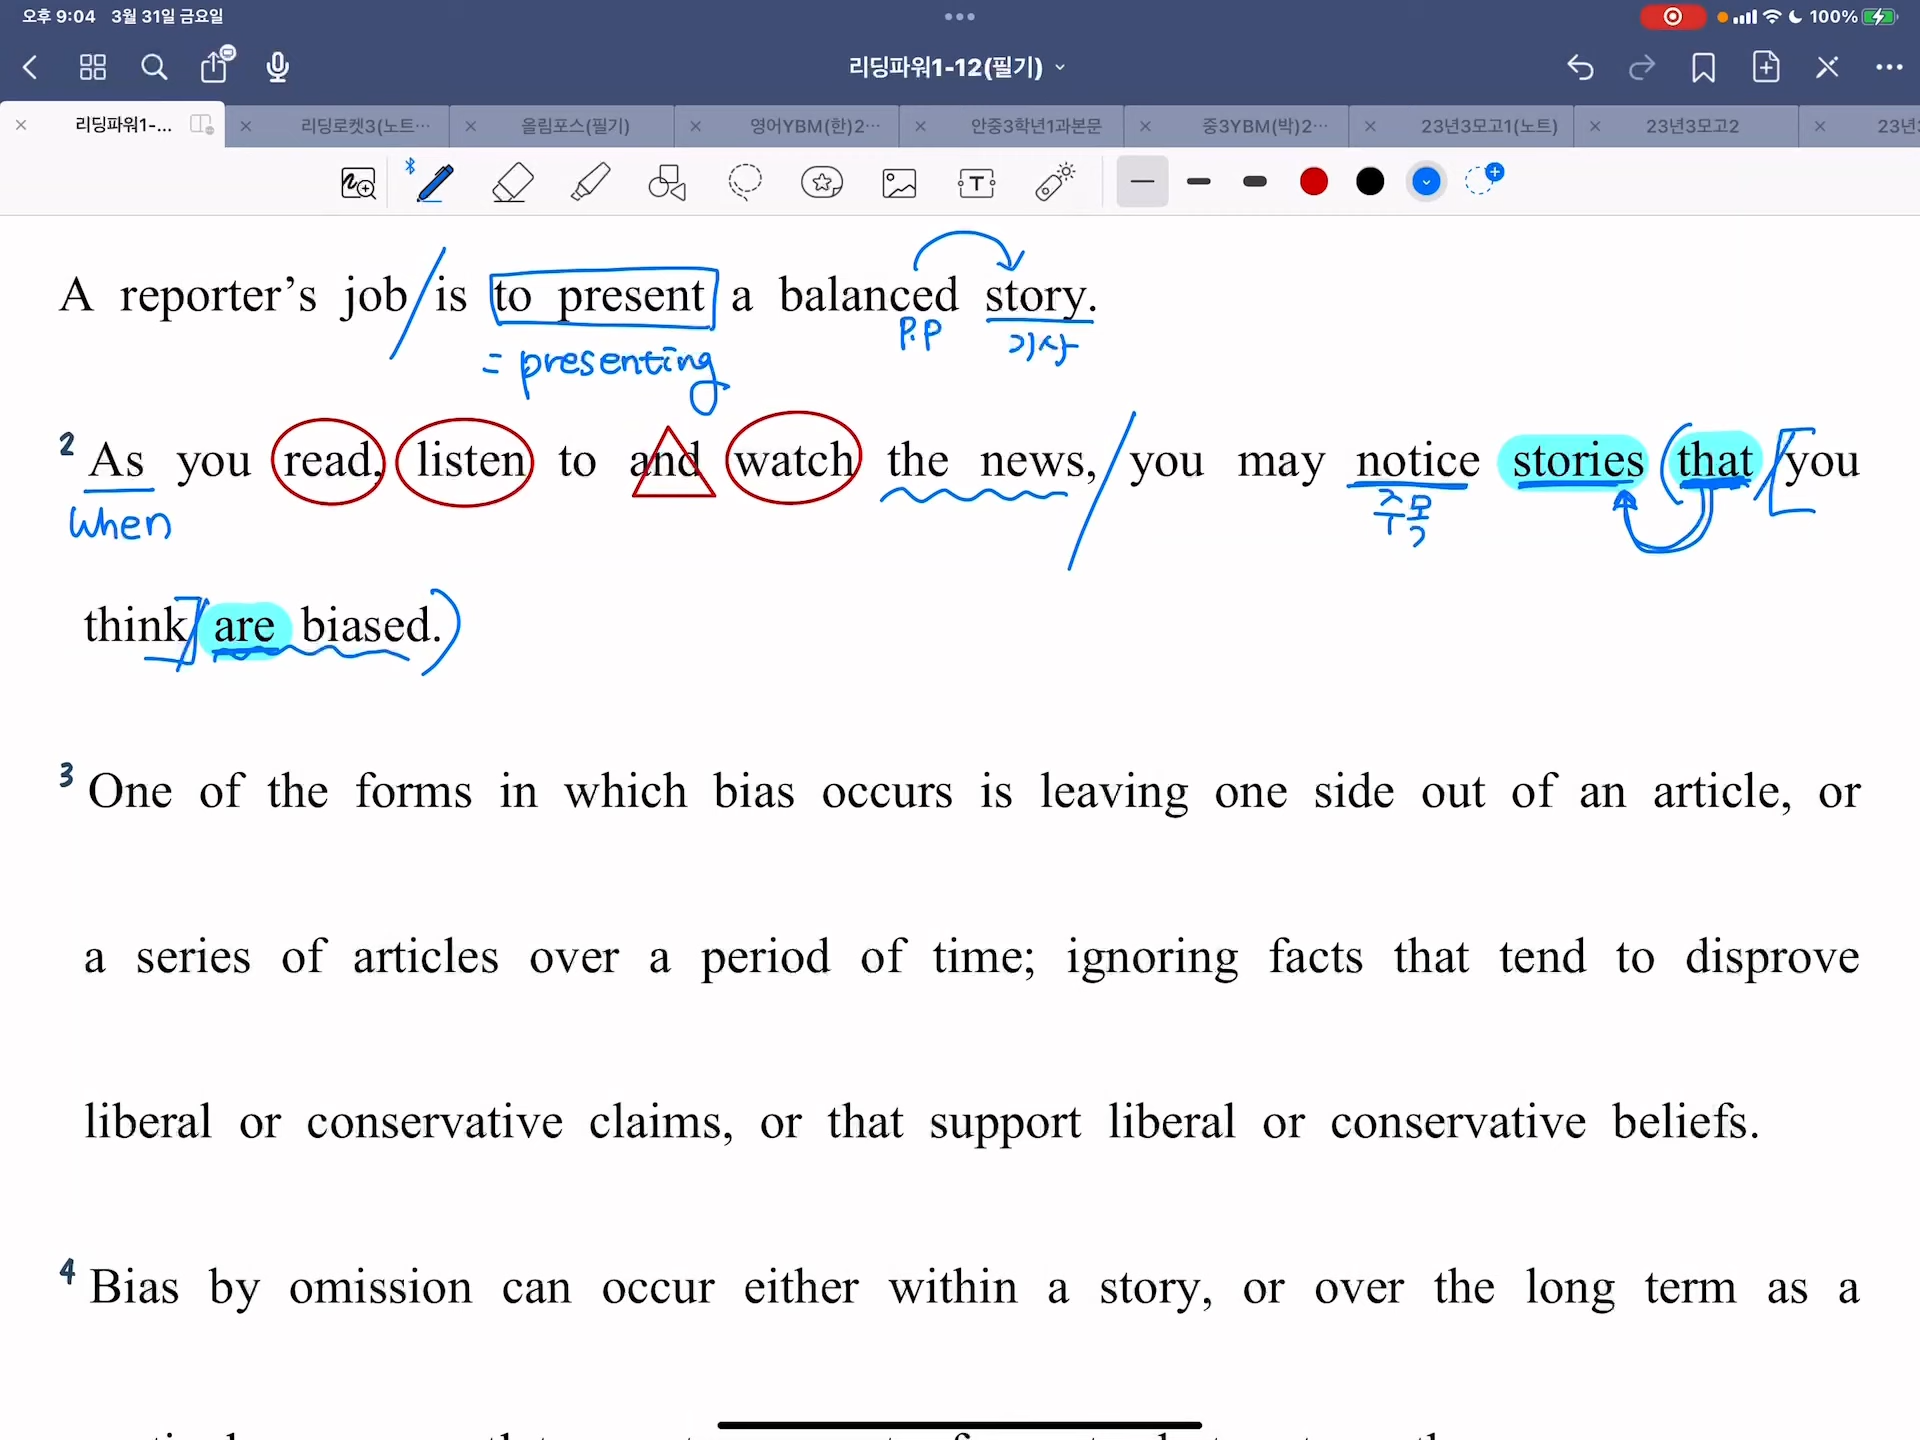 오후 9:04 3월 31일 금요일
100%
리딩파워1-12(필기)
리딩파워1-... 리딩로켓3(노트… 올림포스(필기) 영어YBM(한)2… 안중3학년1과본문 중3YBM(박)2… 23년3모고1(노트) 23년3모고2 23년
A reporter's job is to present a balanced story.
= presenting P.P 기사
2 As you read, listen to and watch the news, you may notice stories that you
when 주목
think are biased.
3 One of the forms in which bias occurs is leaving one side out of an article, or
a series of articles over a period of time; ignoring facts that tend to disprove
liberal or conservative claims, or that support liberal or conservative beliefs.
4 Bias by omission can occur either within a story, or over the long term as a